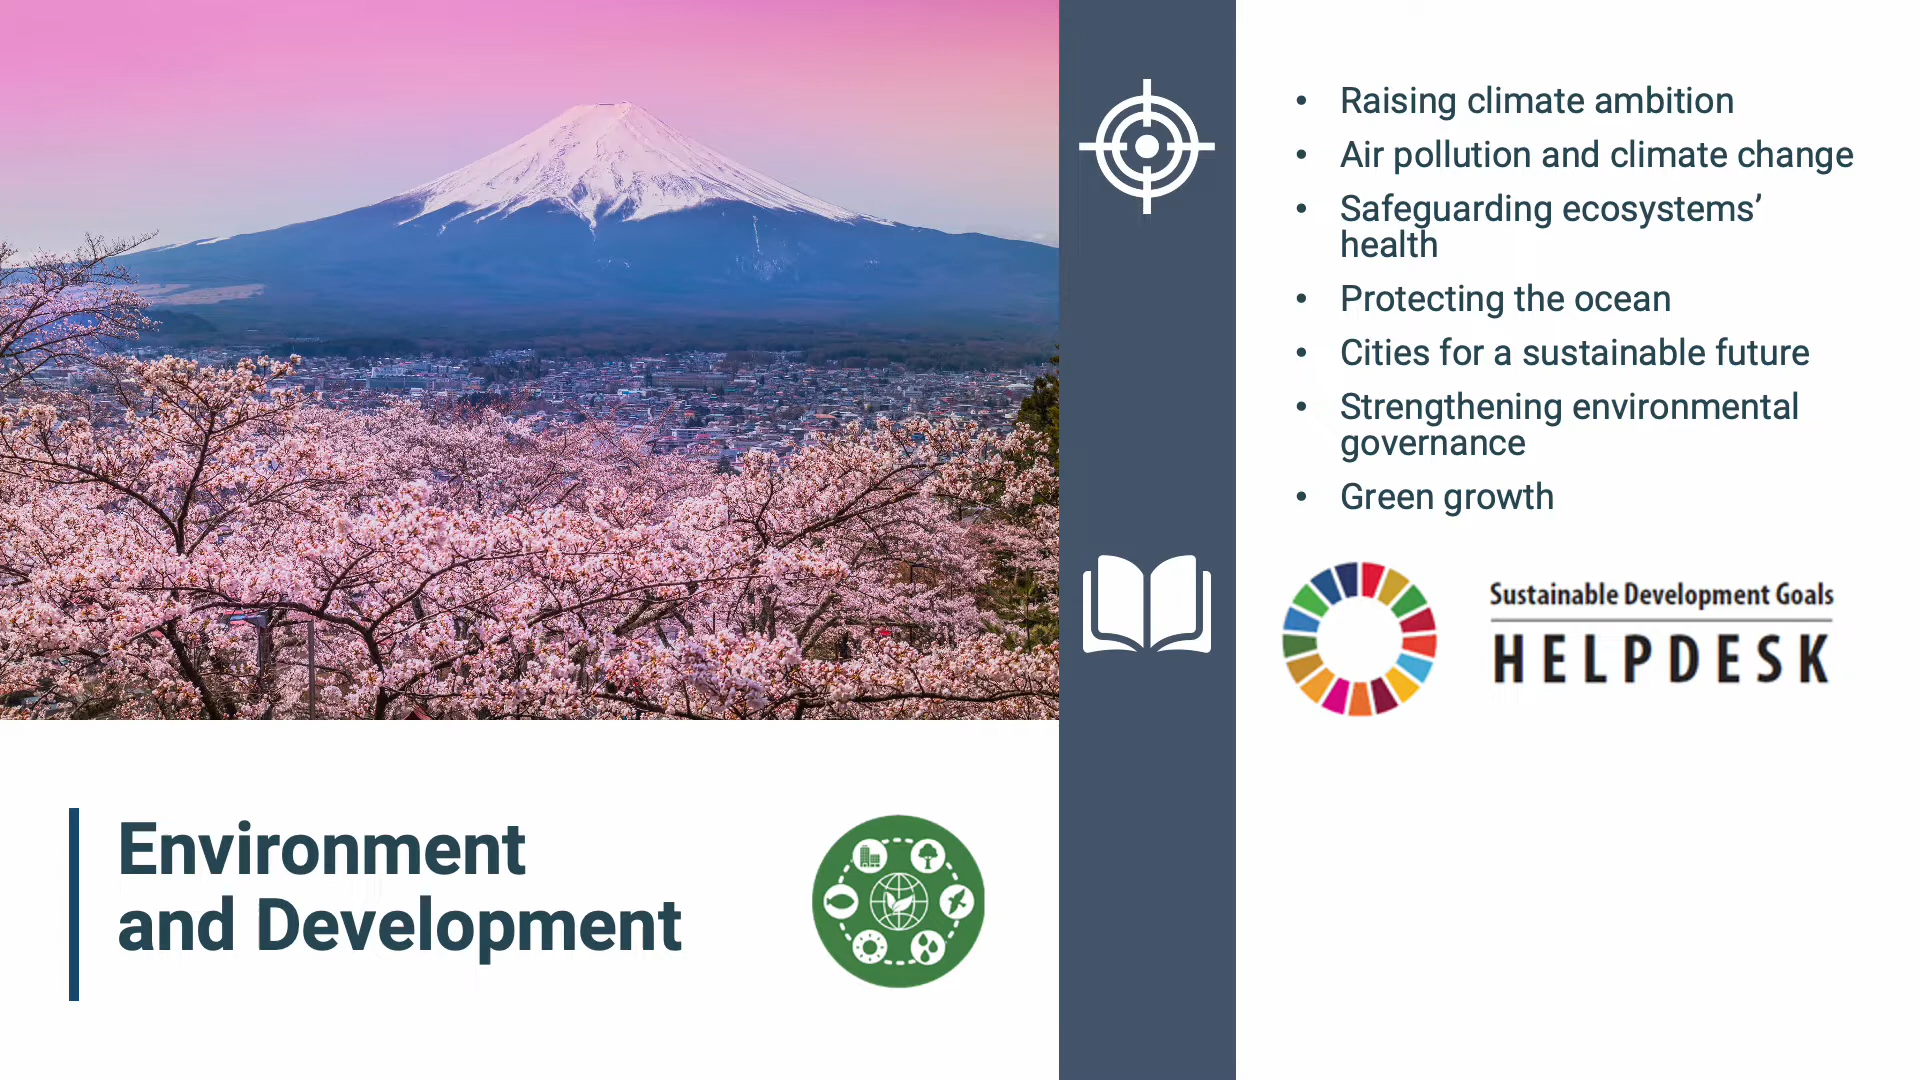 • Raising climate ambition
• Air pollution and climate change
• Safeguarding ecosystems’
health
• Protecting the ocean
• Cities for a sustainable future
• Strengthening environmental
governance
• Green growth
Sustainable Development Goals
HELPDESK
Environment
and Development